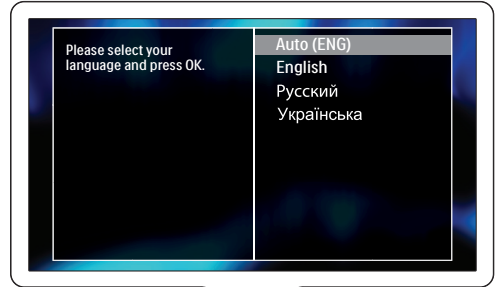 Please select your
language and press OK.
Auto (ENG)
English
Русский
Українська